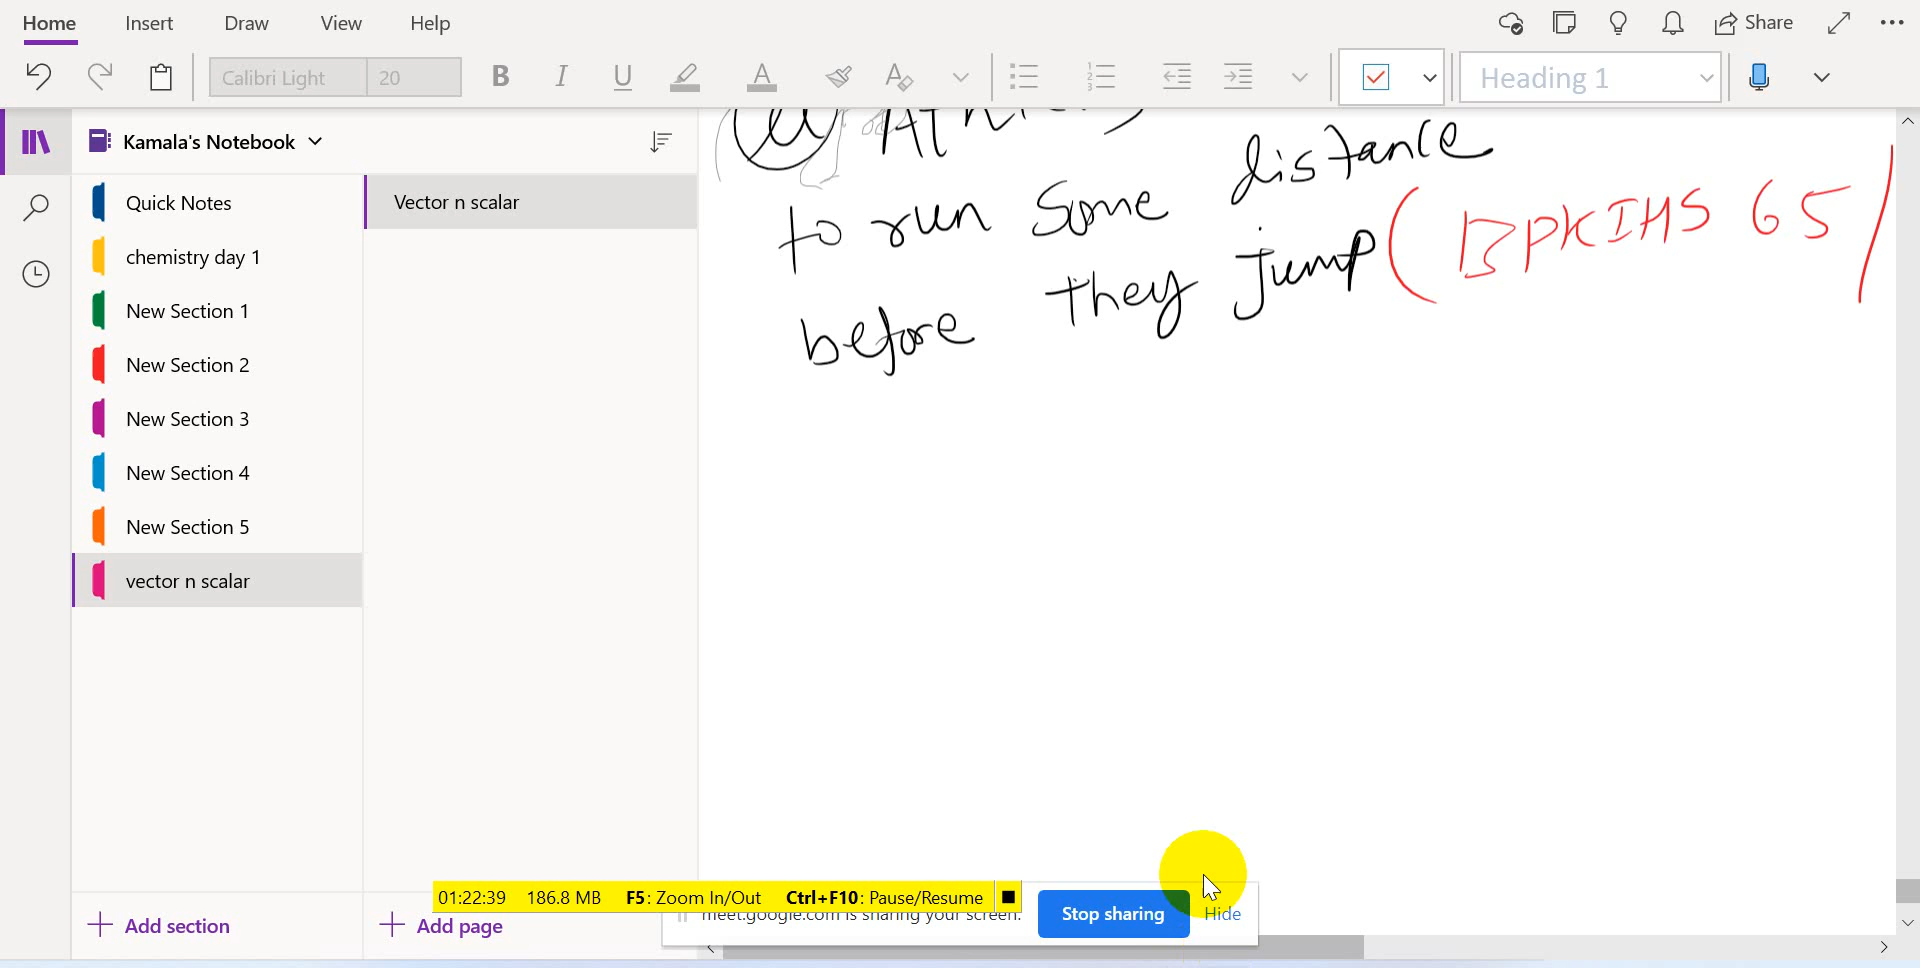 Home Insert Draw View Help Share
Calibri Light 20 B I U Heading 1
Kamala's Notebook
Quick Notes
chemistry day 1
New Section 1
New Section 2
New Section 3
New Section 4
New Section 5
vector n scalar
Add section
Vector n scalar
Add page
distance
to run some
before they jump ( BPKIHS 65 /
01:22:39 186.8 MB F5: Zoom In/Out Ctrl+F10: Pause/Resume
meet.google.com is sharing your screen. Stop sharing Hide